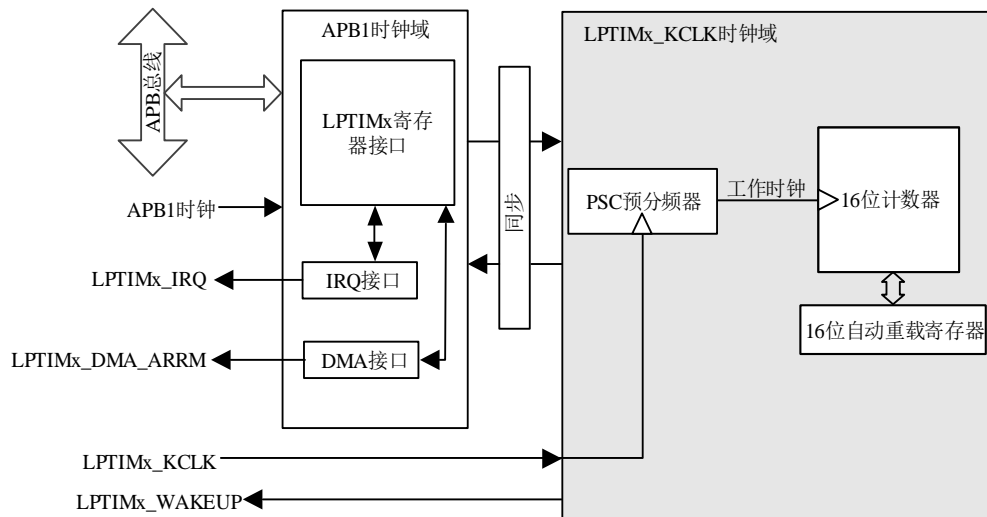 APB1时钟域
LPTIMx_KCLK时钟域
APB总线
LPTIMx寄存
器接口
同步
PSC预分频器
工作时钟
16位计数器
APB1时钟
LPTIMx_IRQ
IRQ接口
16位自动重载寄存器
LPTIMx_DMA_ARRM
DMA接口
LPTIMx_KCLK
LPTIMx_WAKEUP